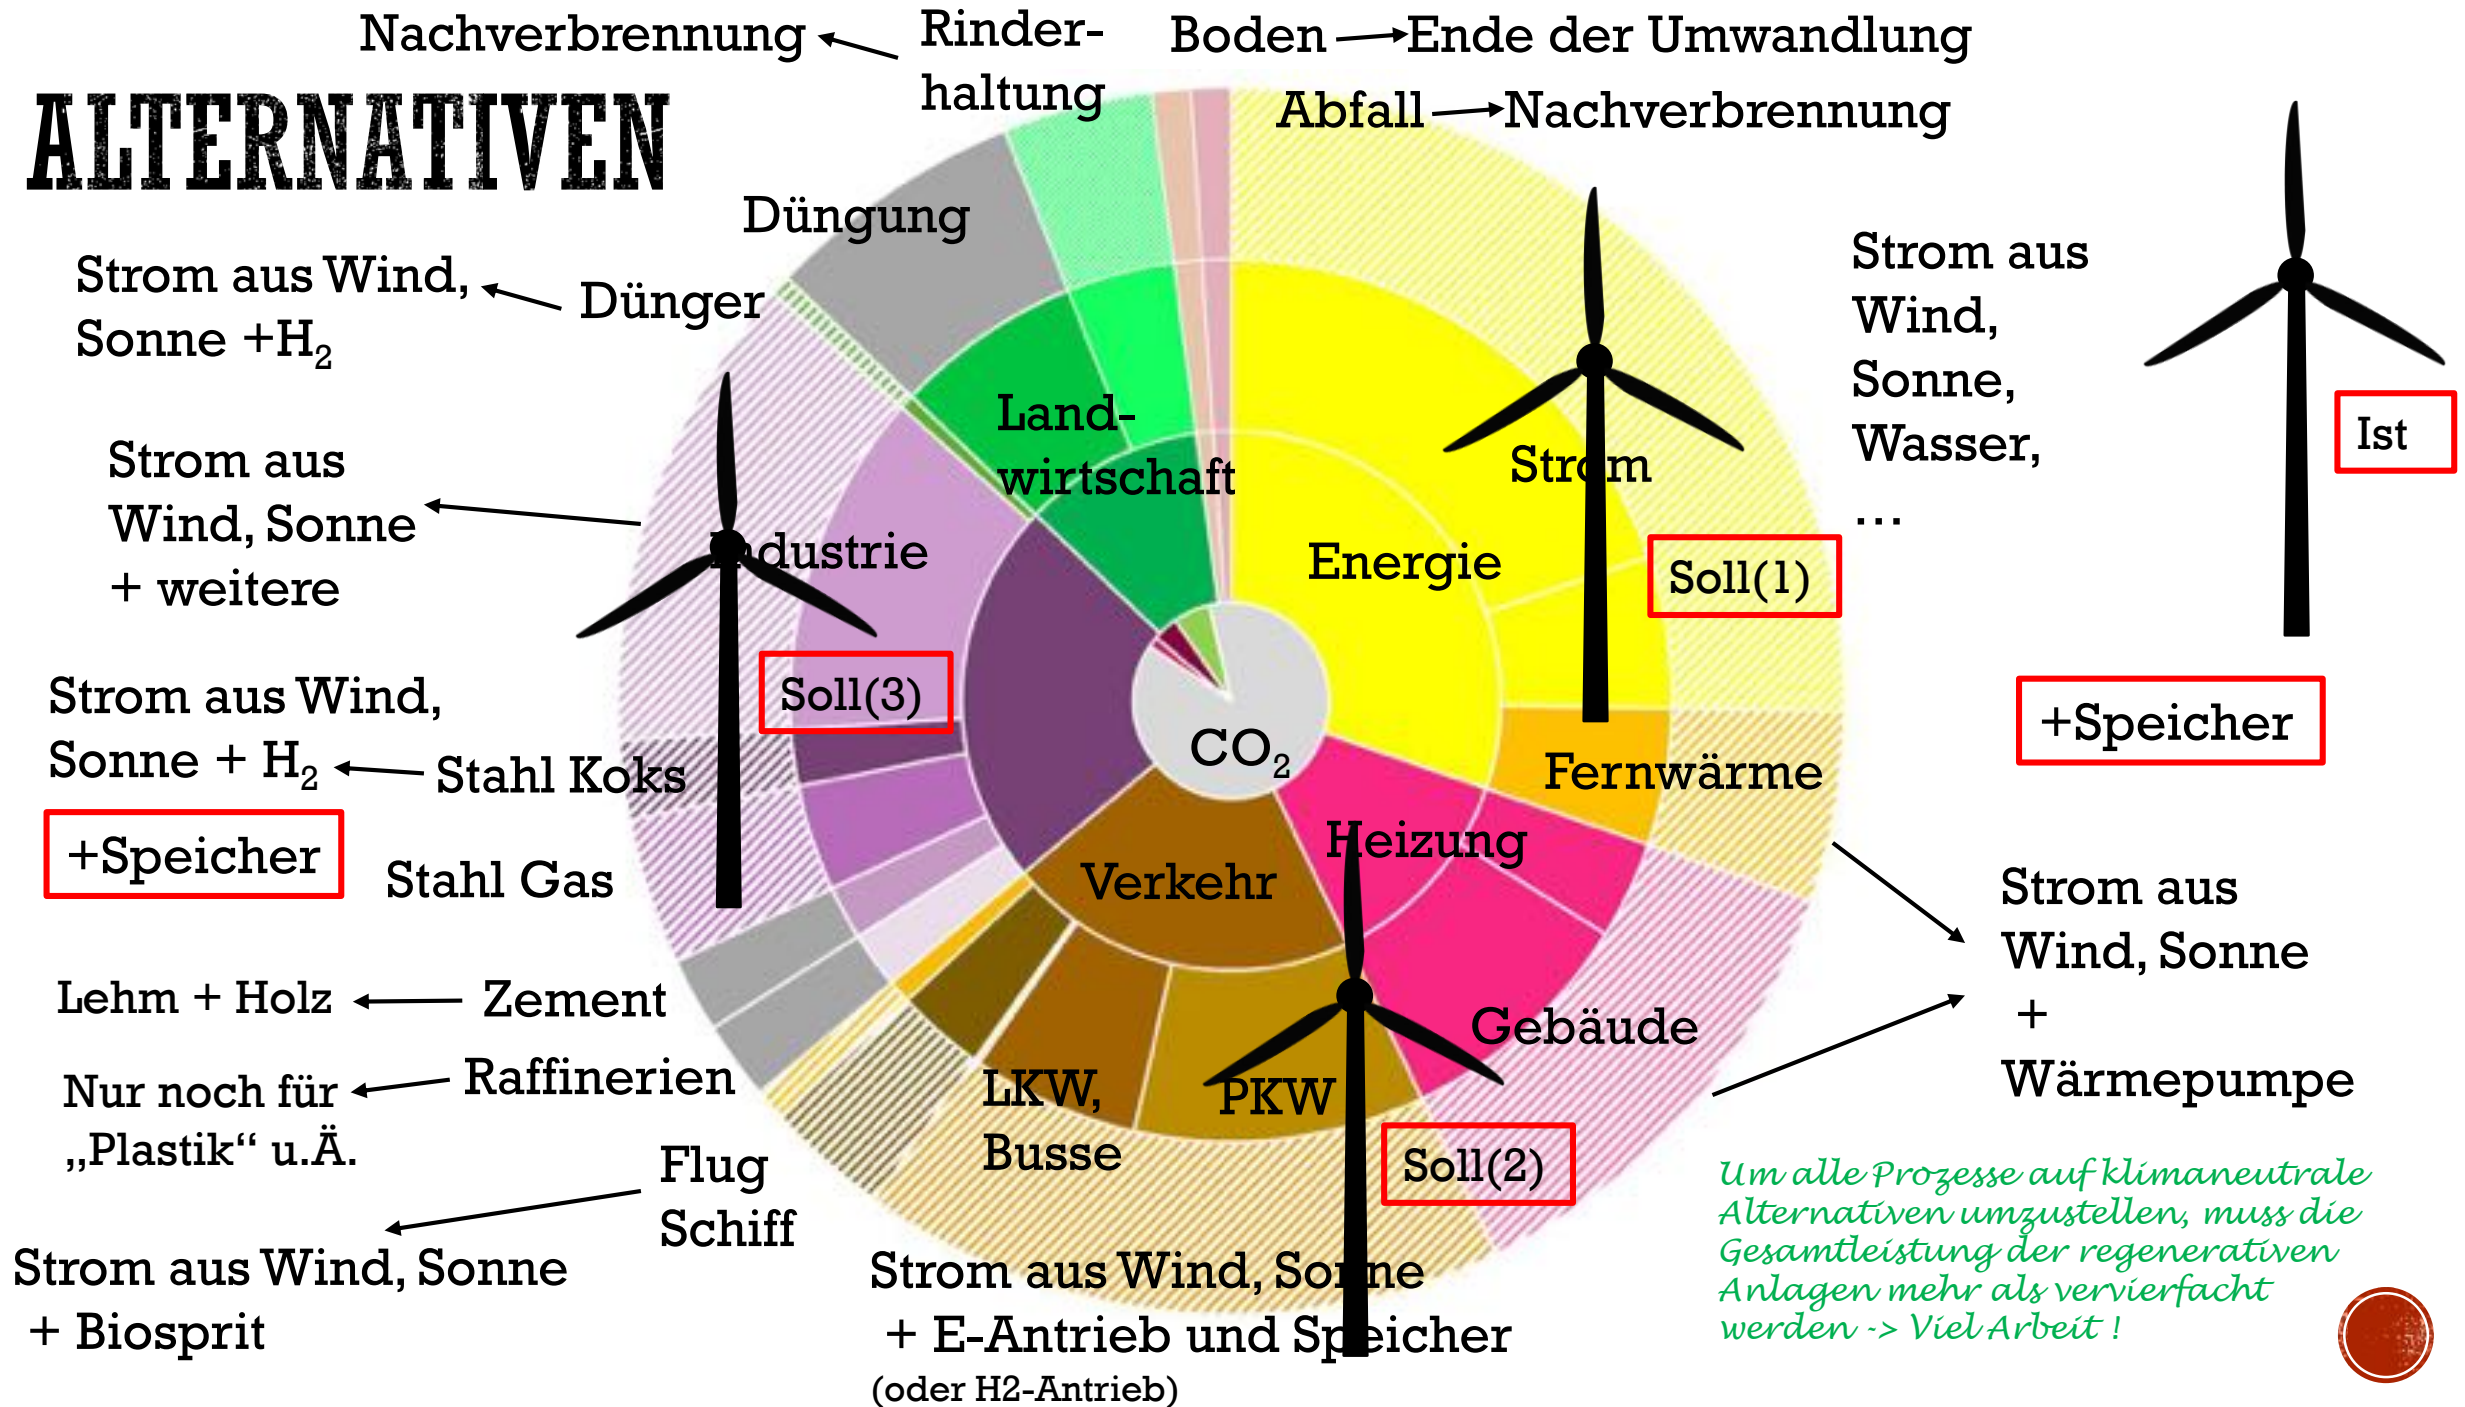 ALTERNATIVEN
Nachverbrennung
Rinder-
haltung
Boden
Ende der Umwandlung
Abfall
Nachverbrennung
Düngung
Strom aus Wind,
Sonne +H₂
Dünger
Strom aus
Wind,
Sonne,
Wasser,
...
Ist
Land-
wirtschaft
Strom
Strom aus
Wind, Sonne
+ weitere
Industrie
Energie
Soll(1)
Strom aus Wind,
Sonne + H₂
Soll(3)
Stahl Koks
CO₂
Fernwärme
+Speicher
+Speicher
Stahl Gas
Verkehr
Heizung
Strom aus
Wind, Sonne
+
Wärmepumpe
Lehm + Holz
Zement
Gebäude
Nur noch für
„Plastik“ u.Ä.
Raffinerien
LKW,
Busse
PKW
Soll(2)
Flug
Schiff
Strom aus Wind, Sonne
+ Biosprit
Strom aus Wind, Sonne
+ E-Antrieb und Speicher
(oder H2-Antrieb)
Um alle Prozesse auf klimaneutrale
Alternativen umzustellen, muss die
Gesamtleistung der regenerativen
Anlagen mehr als vervierfacht
werden -> Viel Arbeit !